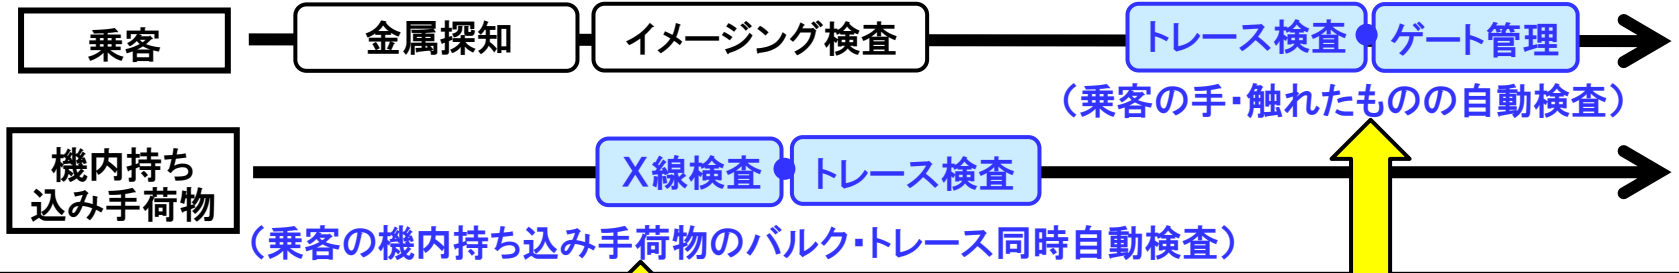 乗客 金属探知 イメージング検査 トレース検査 ゲート管理
（乗客の手・触れたものの自動検査）
機内持ち
込み手荷物
X線検査 トレース検査
（乗客の機内持ち込み手荷物のバルク・トレース同時自動検査）